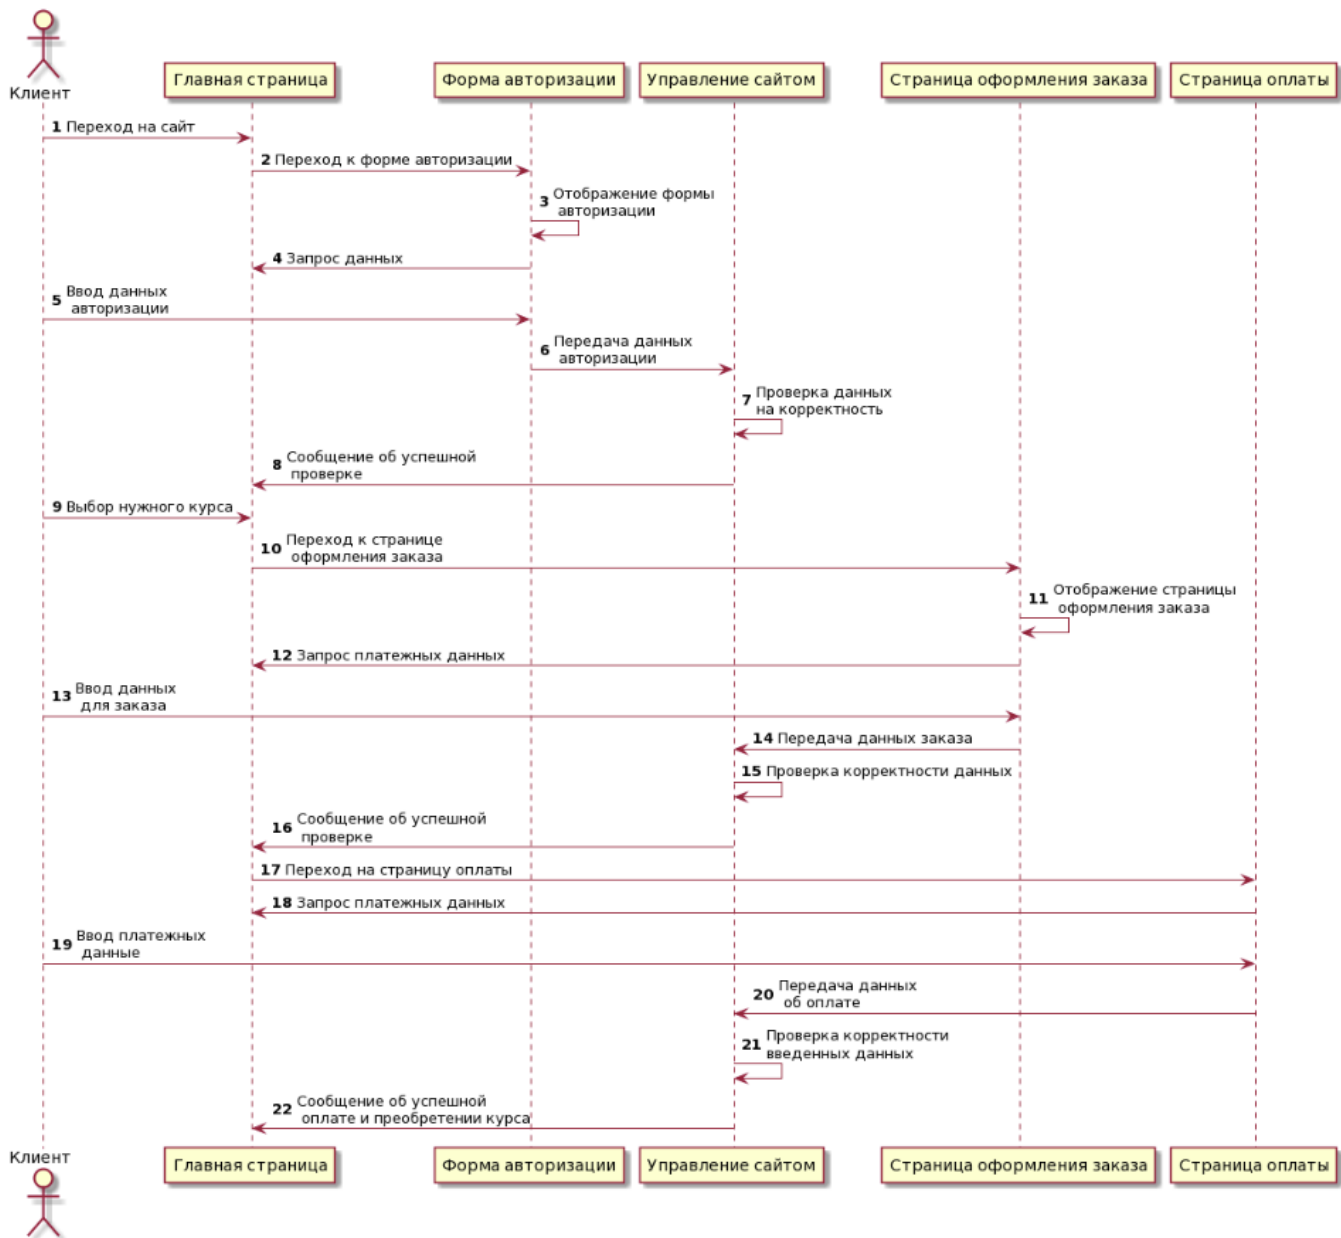 Клиент
Главная страница
Форма авторизации
Управление сайтом
Страница оформления заказа
Страница оплаты
1 Переход на сайт
2 Переход к форме авторизации
3 Отображение формы
авторизации
4 Запрос данных
5 Ввод данных
авторизации
6 Передача данных
авторизации
7 Проверка данных
на корректность
8 Сообщение об успешной
проверке
9 Выбор нужного курса
10 Переход к странице
оформления заказа
11 Отображение страницы
оформления заказа
12 Запрос платежных данных
13 Ввод данных
для заказа
14 Передача данных заказа
15 Проверка корректности данных
16 Сообщение об успешной
проверке
17 Переход на страницу оплаты
18 Запрос платежных данных
19 Ввод платежных
данные
20 Передача данных
об оплате
21 Проверка корректности
введенных данных
22 Сообщение об успешной
оплате и преобретении курса
Клиент
Главная страница
Форма авторизации
Управление сайтом
Страница оформления заказа
Страница оплаты